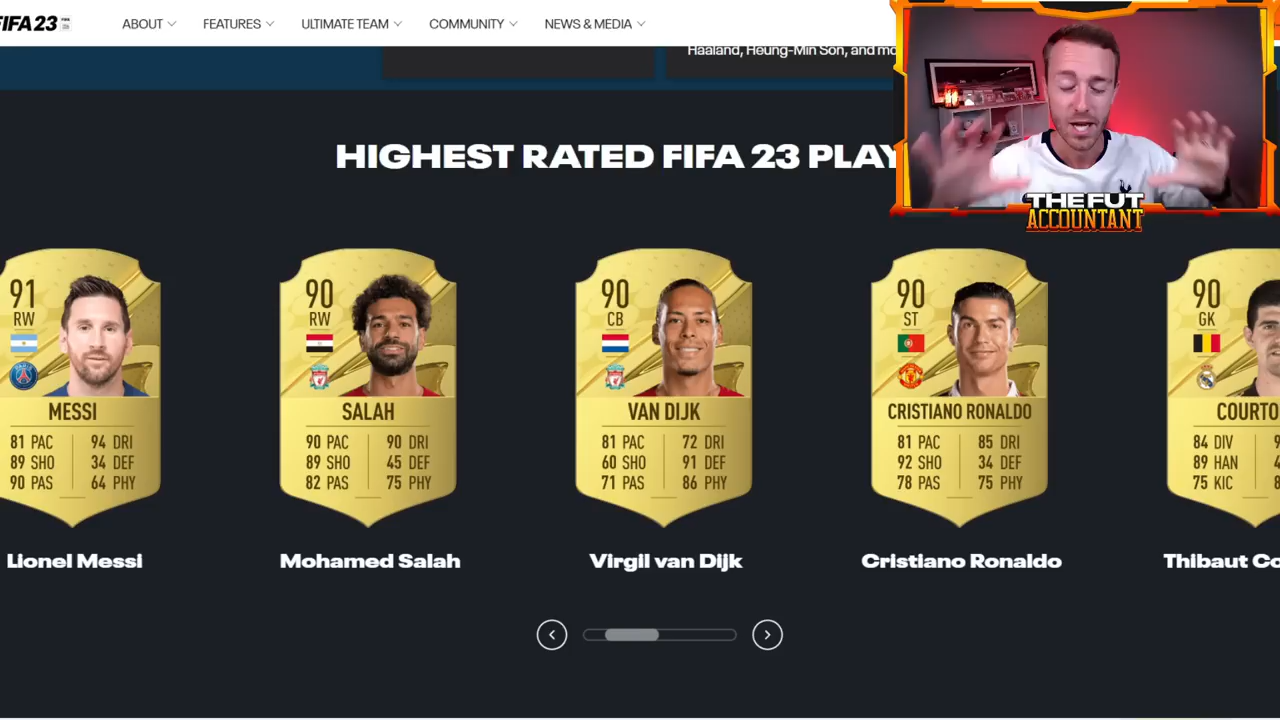 FIFA 23
ABOUT
FEATURES
ULTIMATE TEAM
COMMUNITY
NEWS & MEDIA
Haaland, Heung-Min Son, and mo
HIGHEST RATED FIFA 23 PLAY
THE FUT
ACCOUNTANT
91
RW
MESSI
81 PAC 94 DRI
89 SHO 34 DEF
90 PAS 64 PHY
Lionel Messi
90
RW
SALAH
90 PAC 90 DRI
89 SHO 45 DEF
82 PAS 75 PHY
Mohamed Salah
90
CB
VAN DIJK
81 PAC 72 DRI
60 SHO 91 DEF
71 PAS 86 PHY
Virgil van Dijk
90
ST
CRISTIANO RONALDO
81 PAC 85 DRI
92 SHO 34 DEF
78 PAS 75 PHY
Cristiano Ronaldo
90
GK
COURTO
84 DIV 9
89 HAN 4
75 KIC 8
Thibaut Co